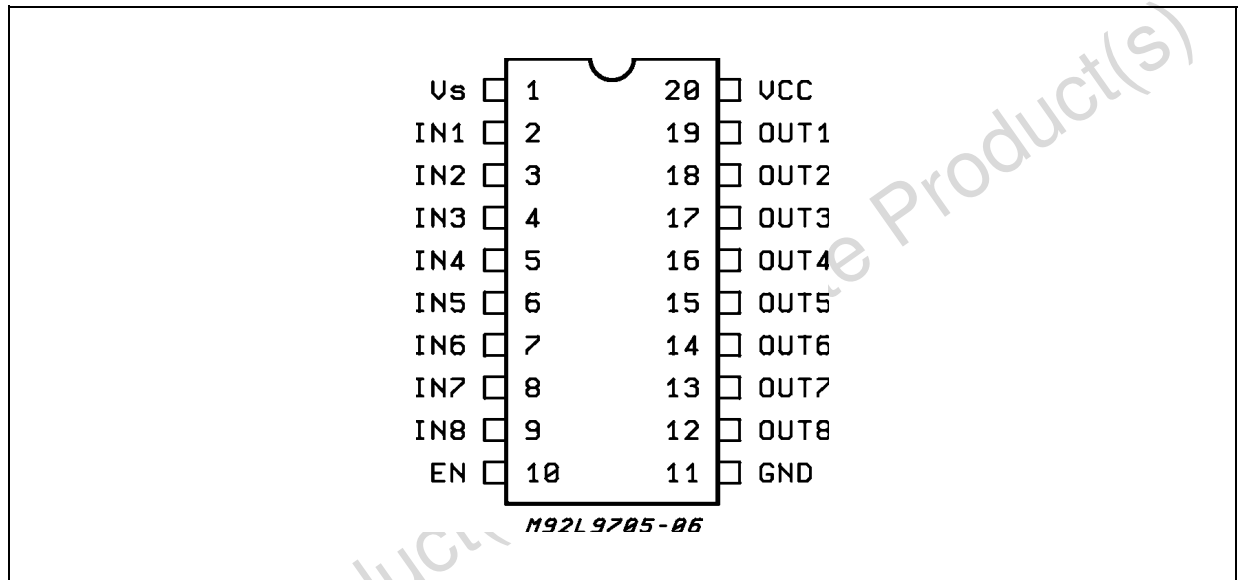 Vs 1 20 VCC
IN1 2 19 OUT1
IN2 3 18 OUT2
IN3 4 17 OUT3
IN4 5 16 OUT4
IN5 6 15 OUT5
IN6 7 14 OUT6
IN7 8 13 OUT7
IN8 9 12 OUT8
EN 10 11 GND
M92L9705-06
Product(s)